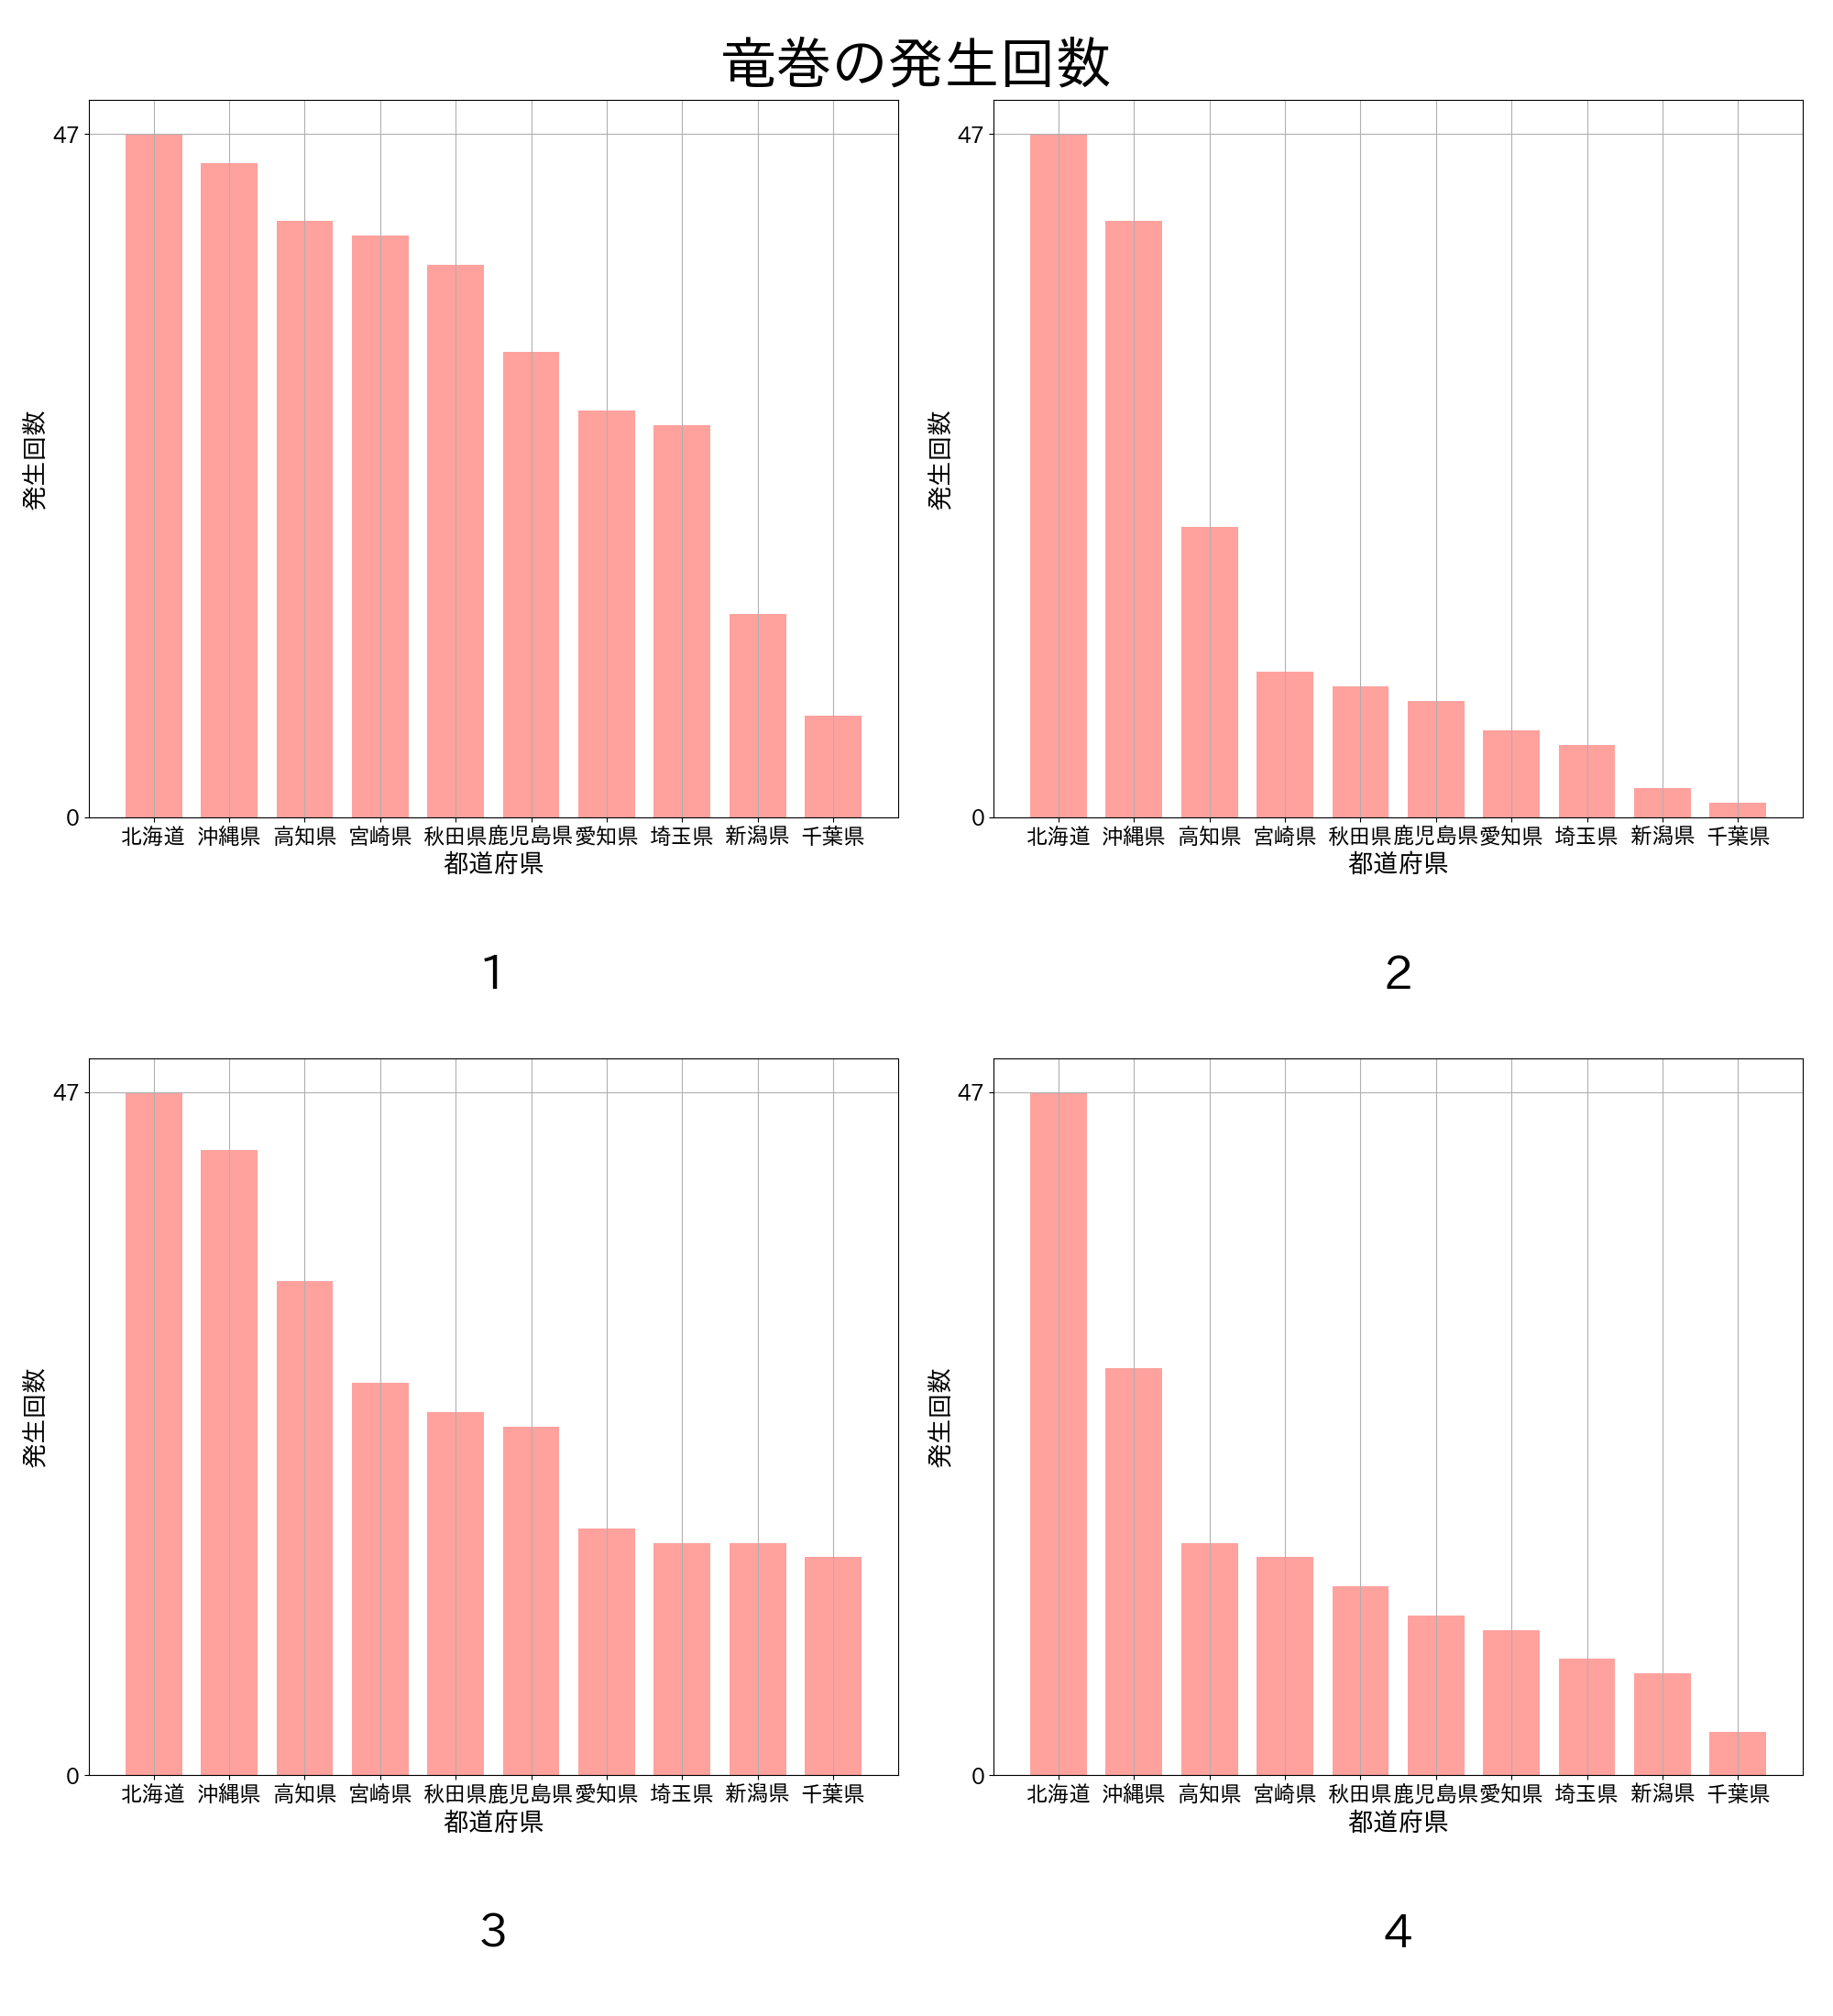 竜巻の発生回数
47
0
発生回数
北海道 沖縄県 高知県 宮崎県 秋田県 鹿児島県 愛知県 埼玉県 新潟県 千葉県
都道府県
1
47
0
発生回数
北海道 沖縄県 高知県 宮崎県 秋田県 鹿児島県 愛知県 埼玉県 新潟県 千葉県
都道府県
2
47
0
発生回数
北海道 沖縄県 高知県 宮崎県 秋田県 鹿児島県 愛知県 埼玉県 新潟県 千葉県
都道府県
3
47
0
発生回数
北海道 沖縄県 高知県 宮崎県 秋田県 鹿児島県 愛知県 埼玉県 新潟県 千葉県
都道府県
4